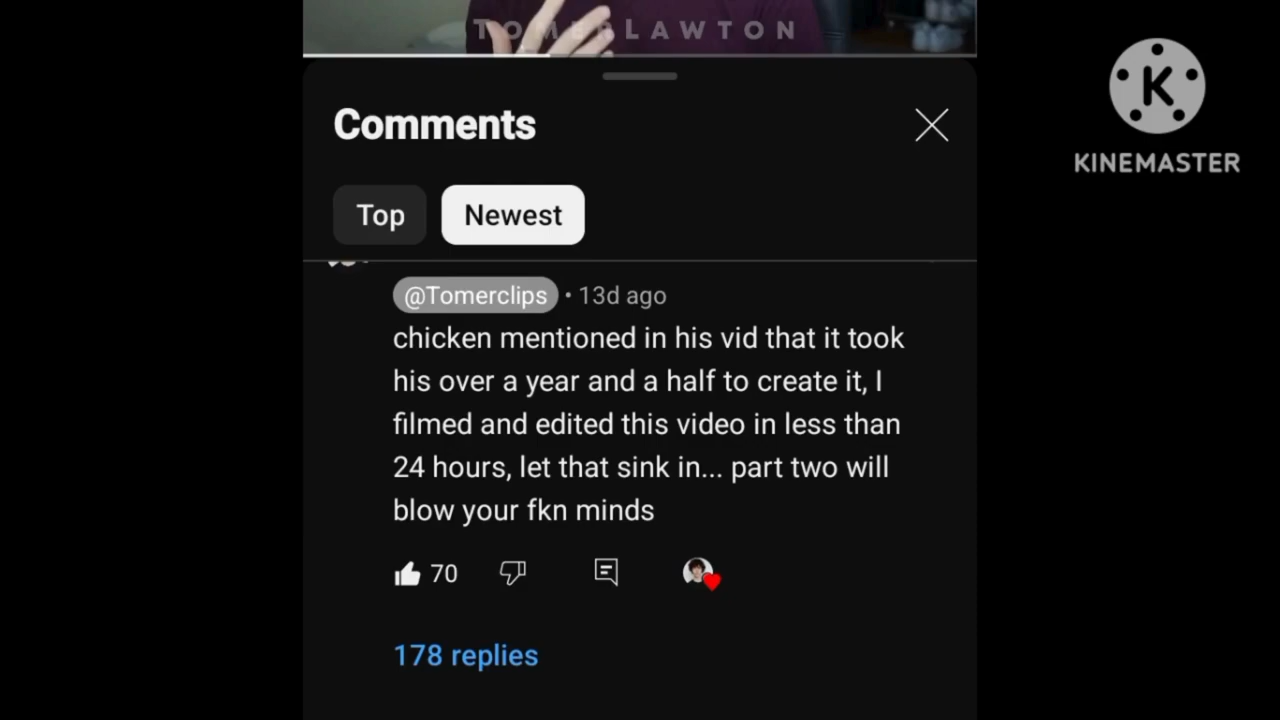 TOMERLAWTON
K
KINEMASTER
Comments
Top
Newest
@Tomerclips • 13d ago
chicken mentioned in his vid that it took
his over a year and a half to create it, I
filmed and edited this video in less than
24 hours, let that sink in... part two will
blow your fkn minds
70
178 replies